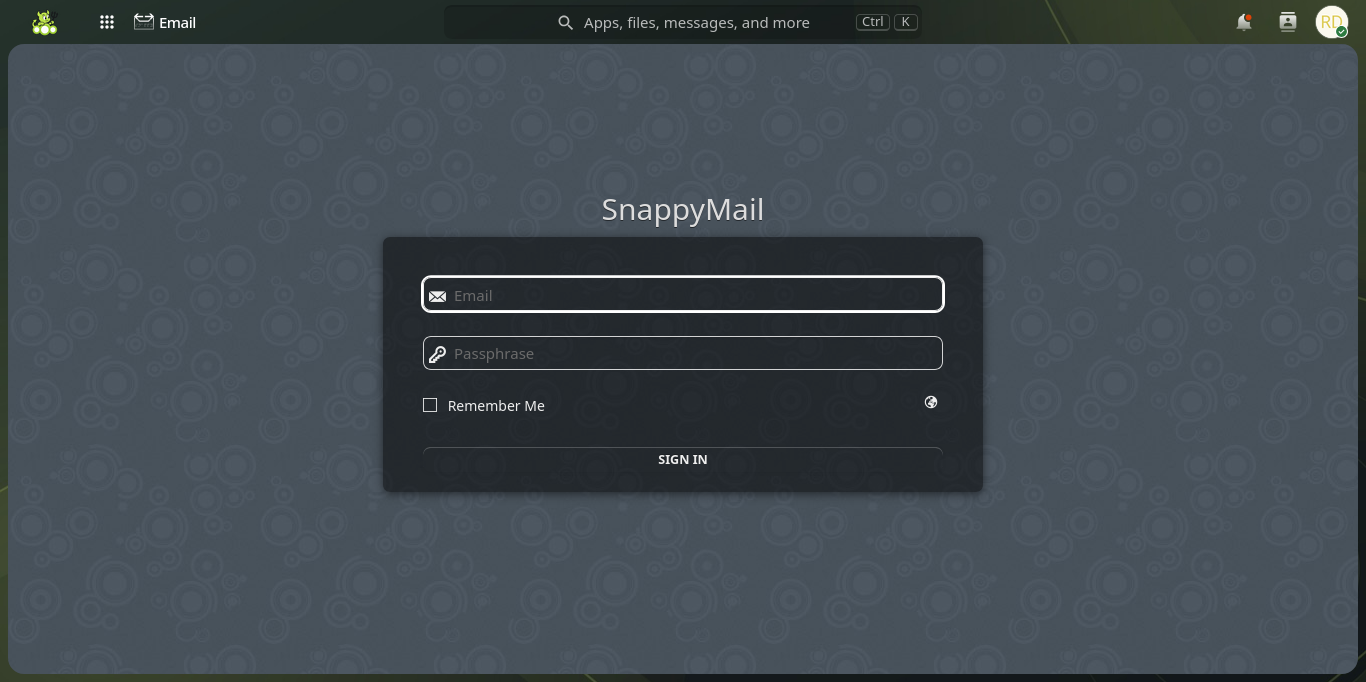 Email
Apps, files, messages, and more
Ctrl
K
RD
SnappyMail
Email
Passphrase
Remember Me
SIGN IN